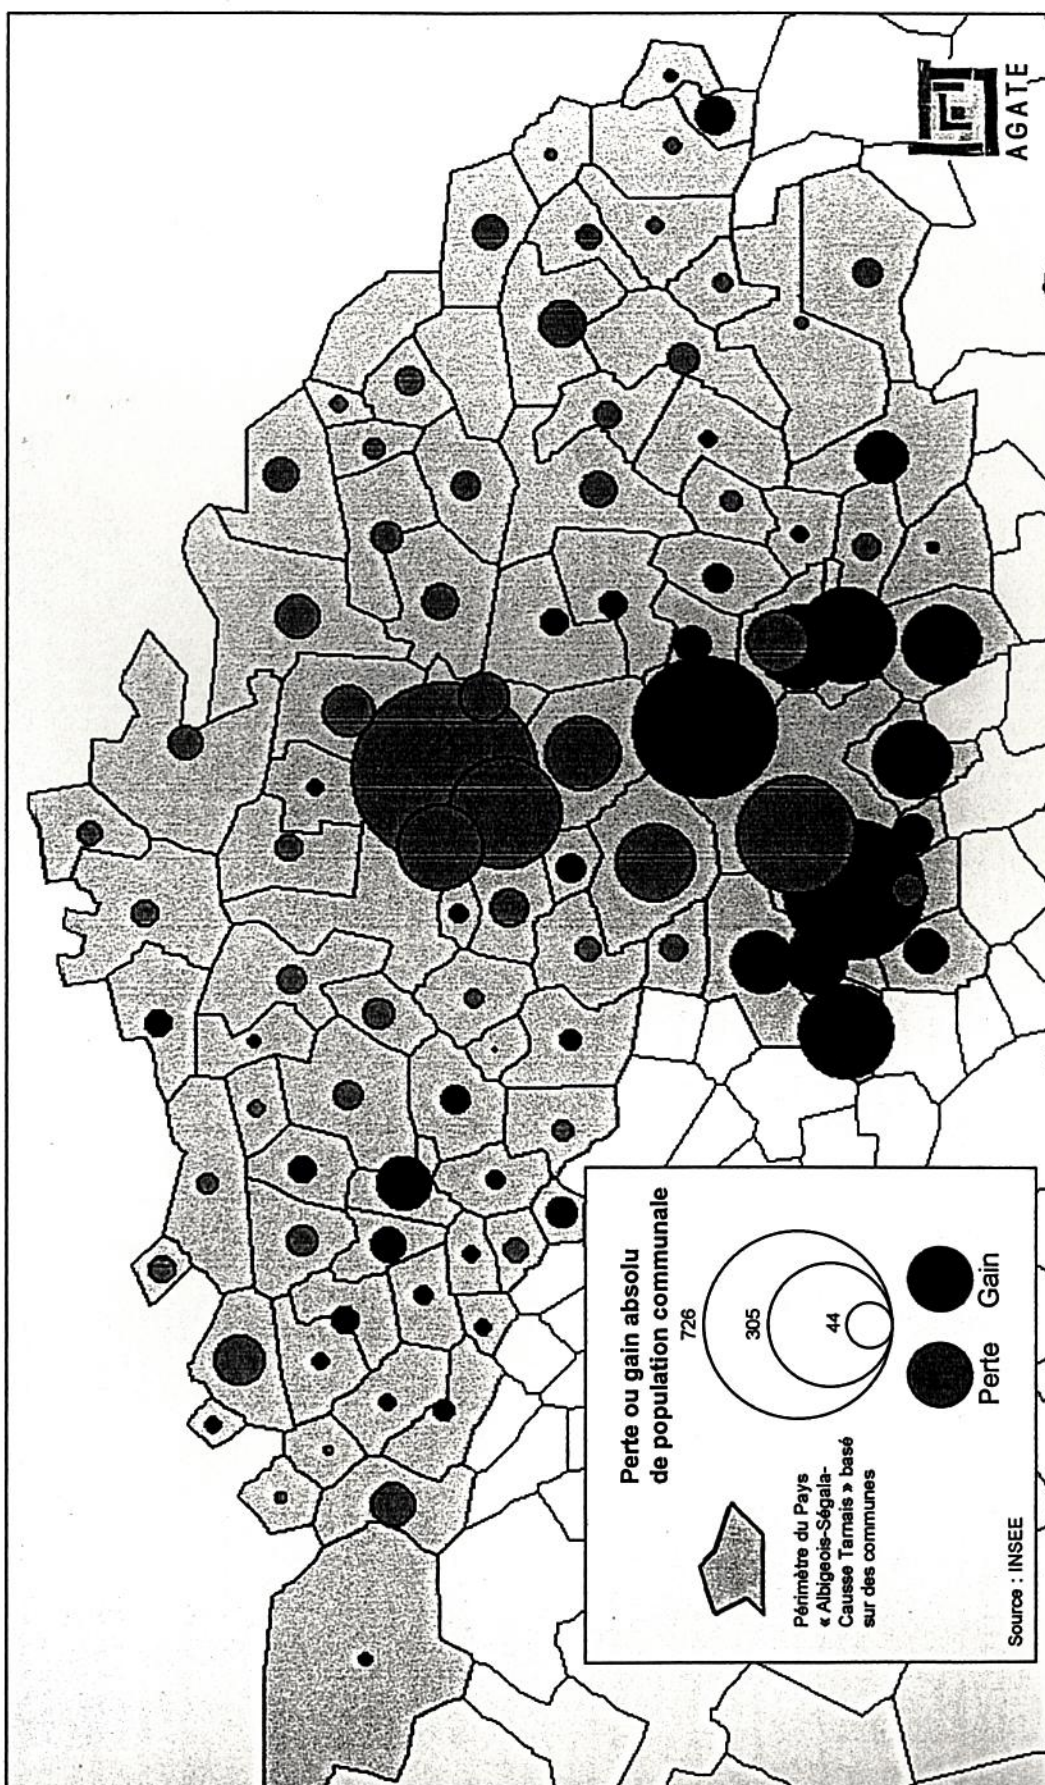 Perte ou gain absolu
de population communale
726
305
44
Perte
Gain
Périmètre du Pays
« Albigeois-Ségala-
Causse Tarnais » basé
sur des communes
Source : INSEE
AGATE